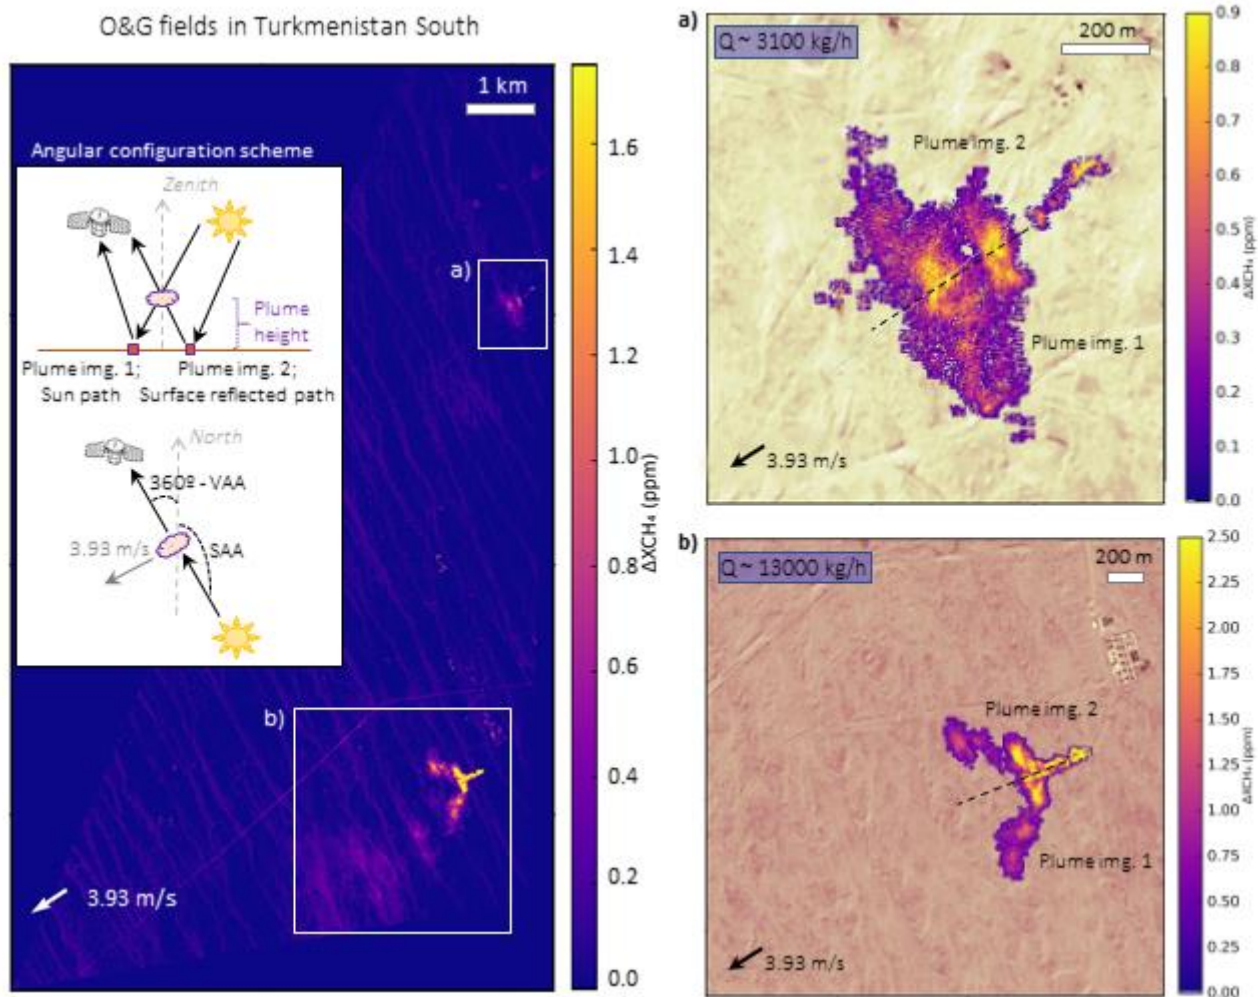 O&G fields in Turkmenistan South
1 km
Angular configuration scheme
Zenith
Plume
height
Plume img. 1;
Sun path
Plume img. 2;
Surface reflected path
North
360º - VAA
3.93 m/s
SAA
a)
b)
3.93 m/s
1.6
1.4
1.2
1.0
0.8
0.6
0.4
0.2
0.0
ΔXCH₄ (ppm)
a)
Q ~ 3100 kg/h
200 m
Plume img. 2
Plume img. 1
3.93 m/s
0.9
0.8
0.7
0.6
0.5
0.4
0.3
0.2
0.1
0.0
ΔXCH₄ (ppm)
b)
Q ~ 13000 kg/h
200 m
Plume img. 2
Plume img. 1
3.93 m/s
2.50
2.25
2.00
1.75
1.50
1.25
1.00
0.75
0.50
0.25
0.00
ΔXCH₄ (ppm)